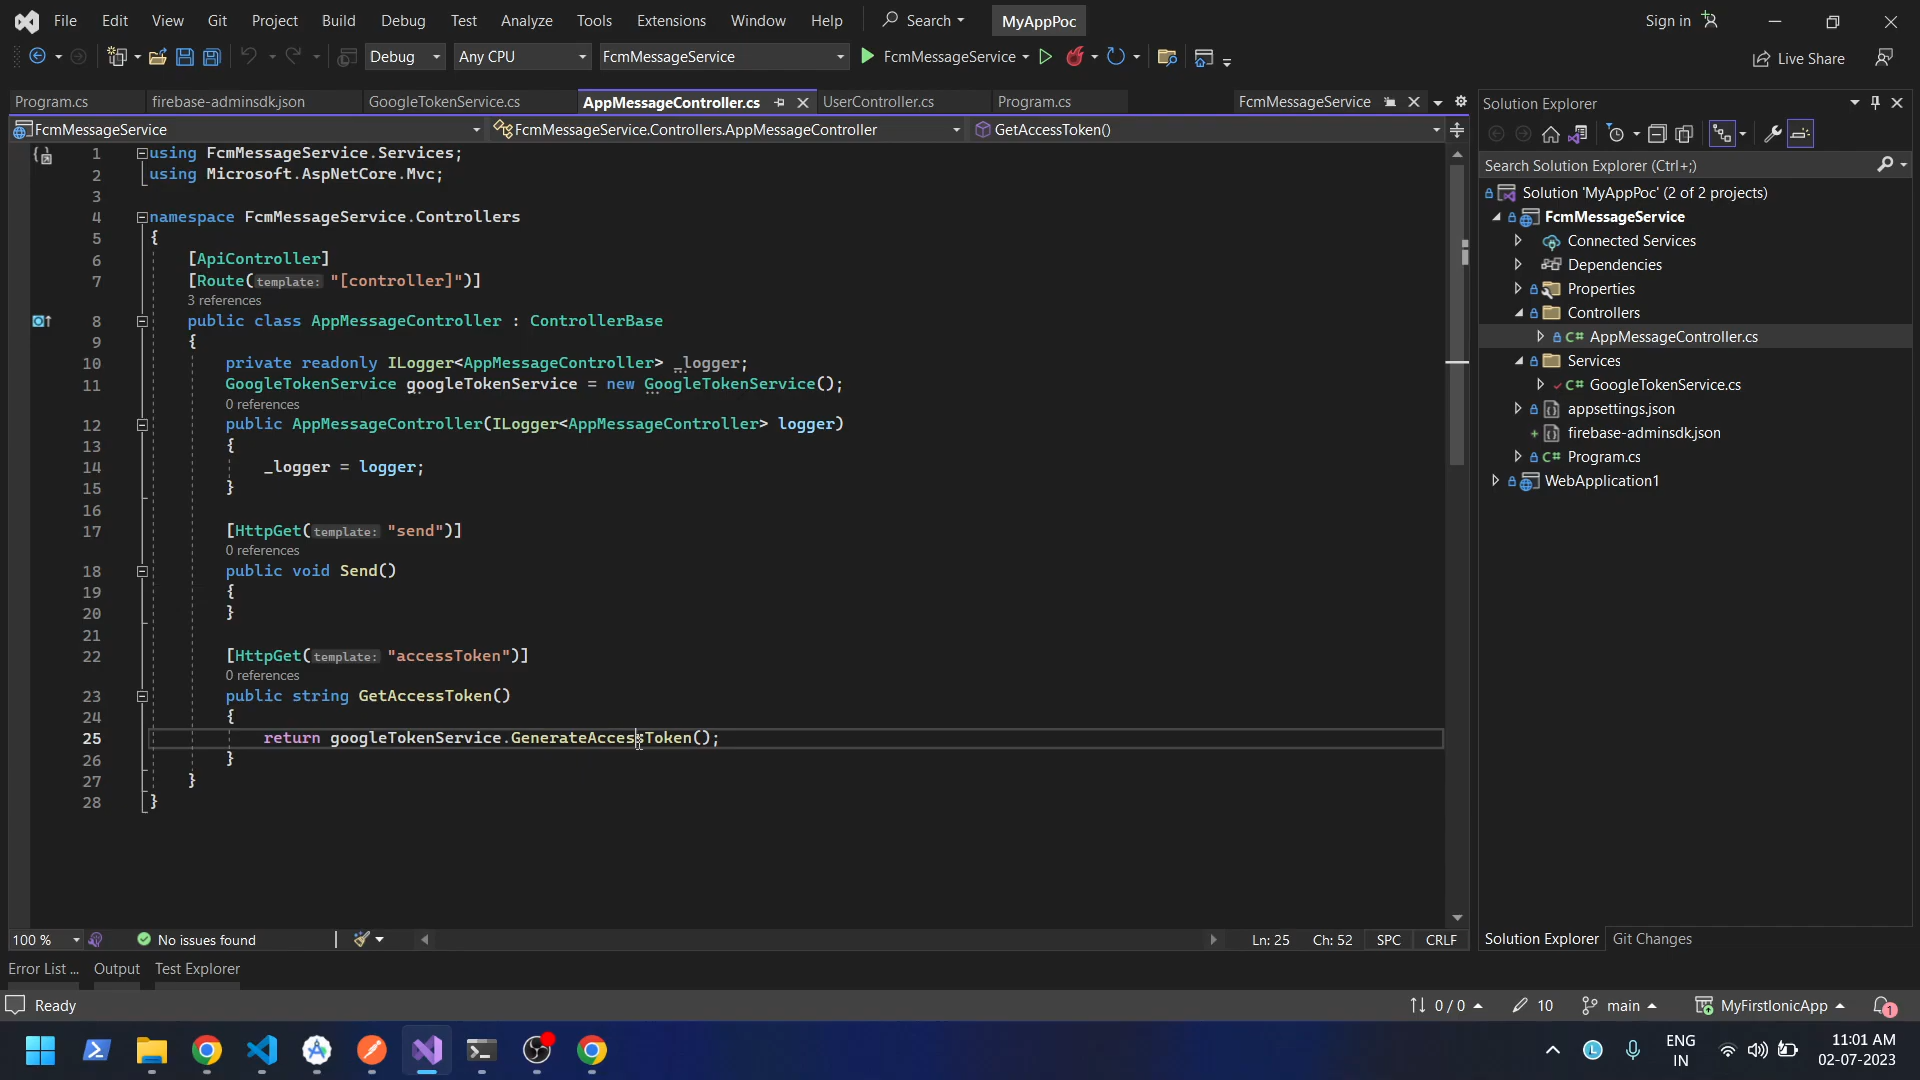 File Edit View Git Project Build Debug Test Analyze Tools Extensions Window Help Search MyAppPoc Sign in
Debug Any CPU FcmMessageService FcmMessageService Live Share
Program.cs firebase-adminsdk.json GoogleTokenService.cs AppMessageController.cs UserController.cs Program.cs FcmMessageService
FcmMessageService FcmMessageService.Controllers.AppMessageController GetAccessToken()
1 using FcmMessageService.Services;
2 using Microsoft.AspNetCore.Mvc;
3
4 namespace FcmMessageService.Controllers
5 {
6 [ApiController]
7 [Route(template: "[controller]")]
3 references
8 public class AppMessageController : ControllerBase
9 {
10 private readonly ILogger<AppMessageController> _logger;
11 GoogleTokenService googleTokenService = new GoogleTokenService();
0 references
12 public AppMessageController(ILogger<AppMessageController> logger)
13 {
14 _logger = logger;
15 }
16
17 [HttpGet(template: "send")]
0 references
18 public void Send()
19 {
20 }
21
22 [HttpGet(template: "accessToken")]
0 references
23 public string GetAccessToken()
24 {
25 return googleTokenService.GenerateAccessToken();
26 }
27 }
28 }
100 % No issues found Ln: 25 Ch: 52 SPC CRLF
Error List ... Output Test Explorer
Solution Explorer
Search Solution Explorer (Ctrl+;)
Solution 'MyAppPoc' (2 of 2 projects)
FcmMessageService
Connected Services
Dependencies
Properties
Controllers
C# AppMessageController.cs
Services
C# GoogleTokenService.cs
appsettings.json
firebase-adminsdk.json
C# Program.cs
WebApplication1
Solution Explorer Git Changes
Ready 0 / 0 10 main MyFirstIonicApp 1
ENG
IN
11:01 AM
02-07-2023